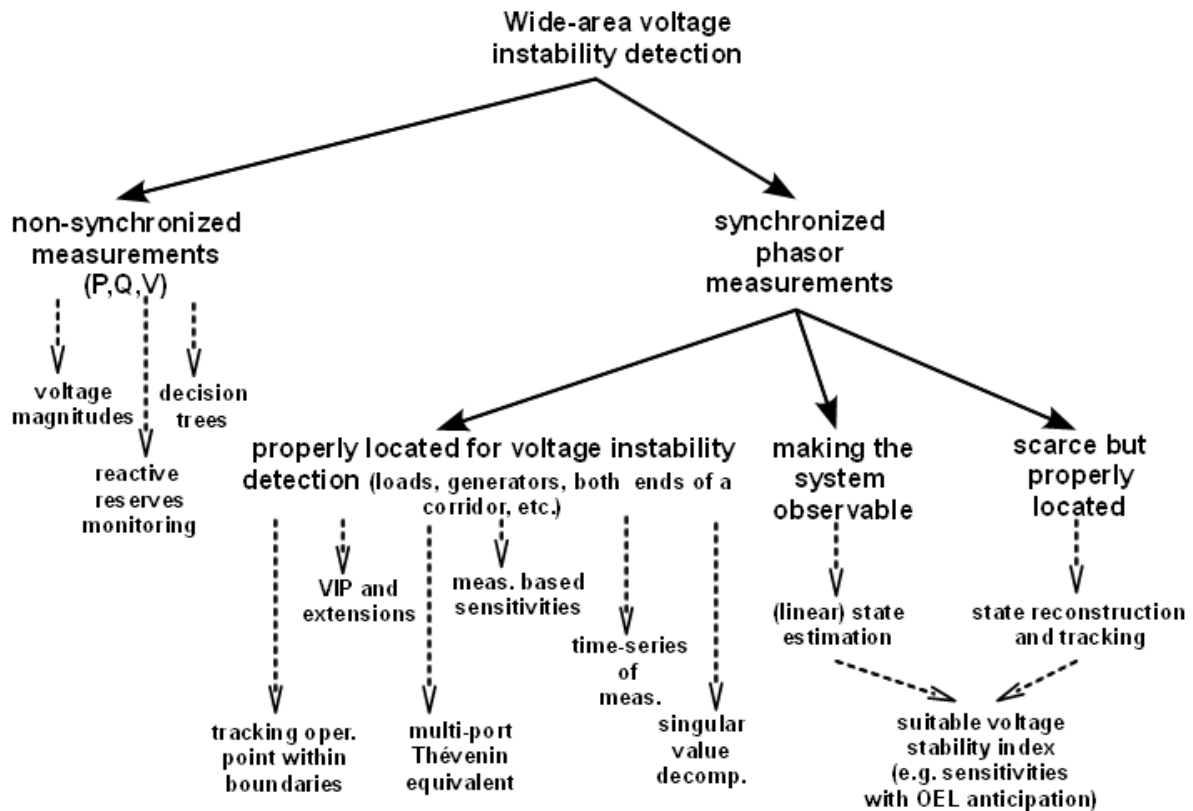 Wide-area voltage
instability detection
non-synchronized
measurements
(P,Q,V)
synchronized
phasor
measurements
voltage
magnitudes
decision
trees
reactive
reserves
monitoring
properly located for voltage instability
detection (loads, generators, both ends of a
corridor, etc.)
making the
system
observable
scarce but
properly
located
VIP and
extensions
meas. based
sensitivities
(linear) state
estimation
state reconstruction
and tracking
time-series
of
meas.
tracking oper.
point within
boundaries
multi-port
Thévenin
equivalent
singular
value
decomp.
suitable voltage
stability index
(e.g. sensitivities
with OEL anticipation)